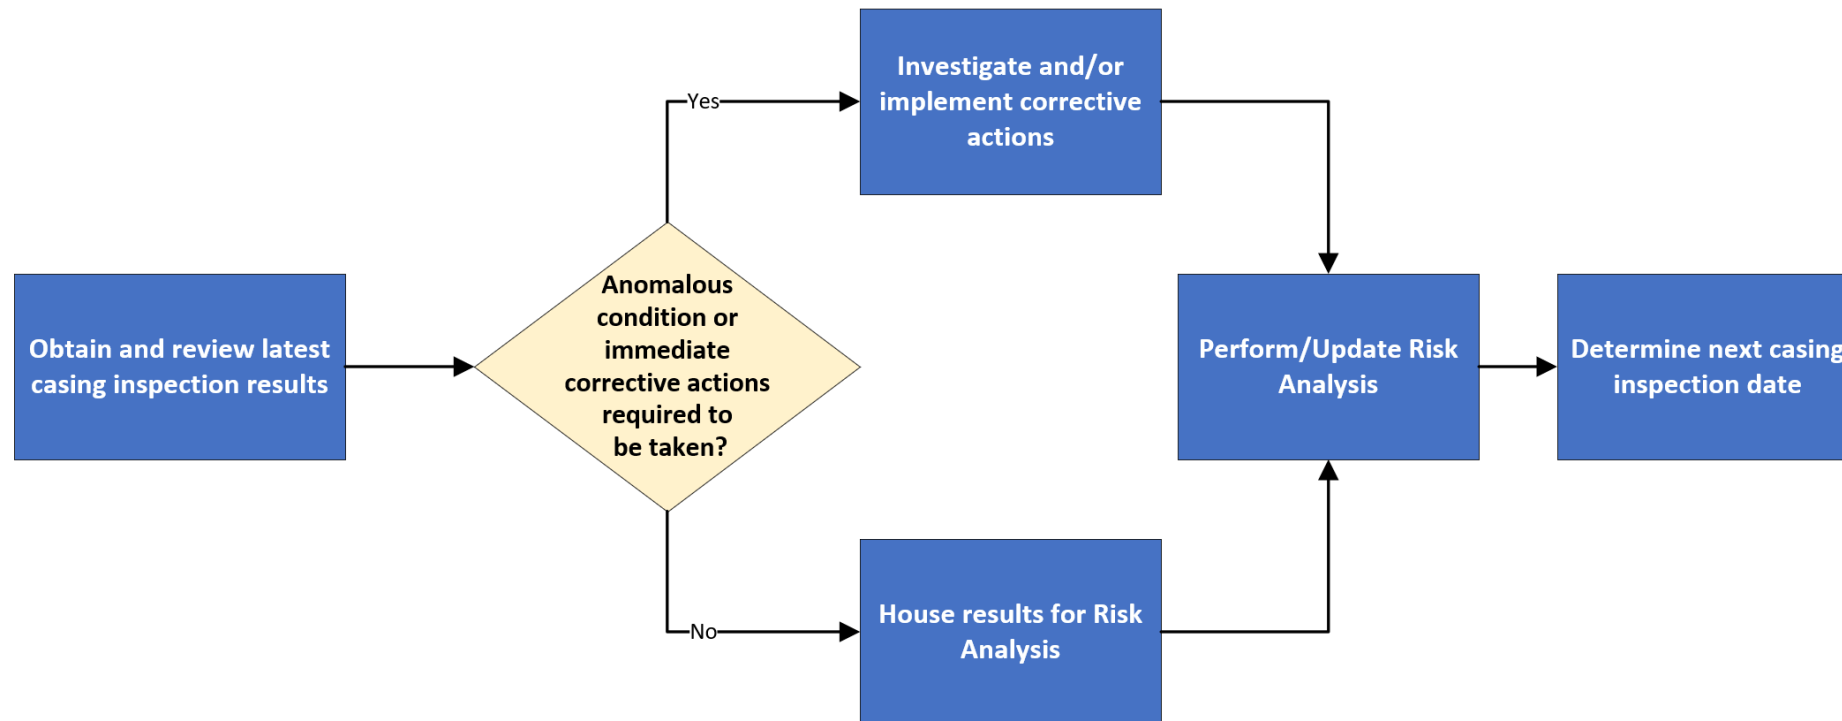 Obtain and review latest
casing inspection results
Anomalous
condition or
immediate
corrective actions
required to
be taken?
Yes
Investigate and/or
implement corrective
actions
No
House results for Risk
Analysis
Perform/Update Risk
Analysis
Determine next casing
inspection date